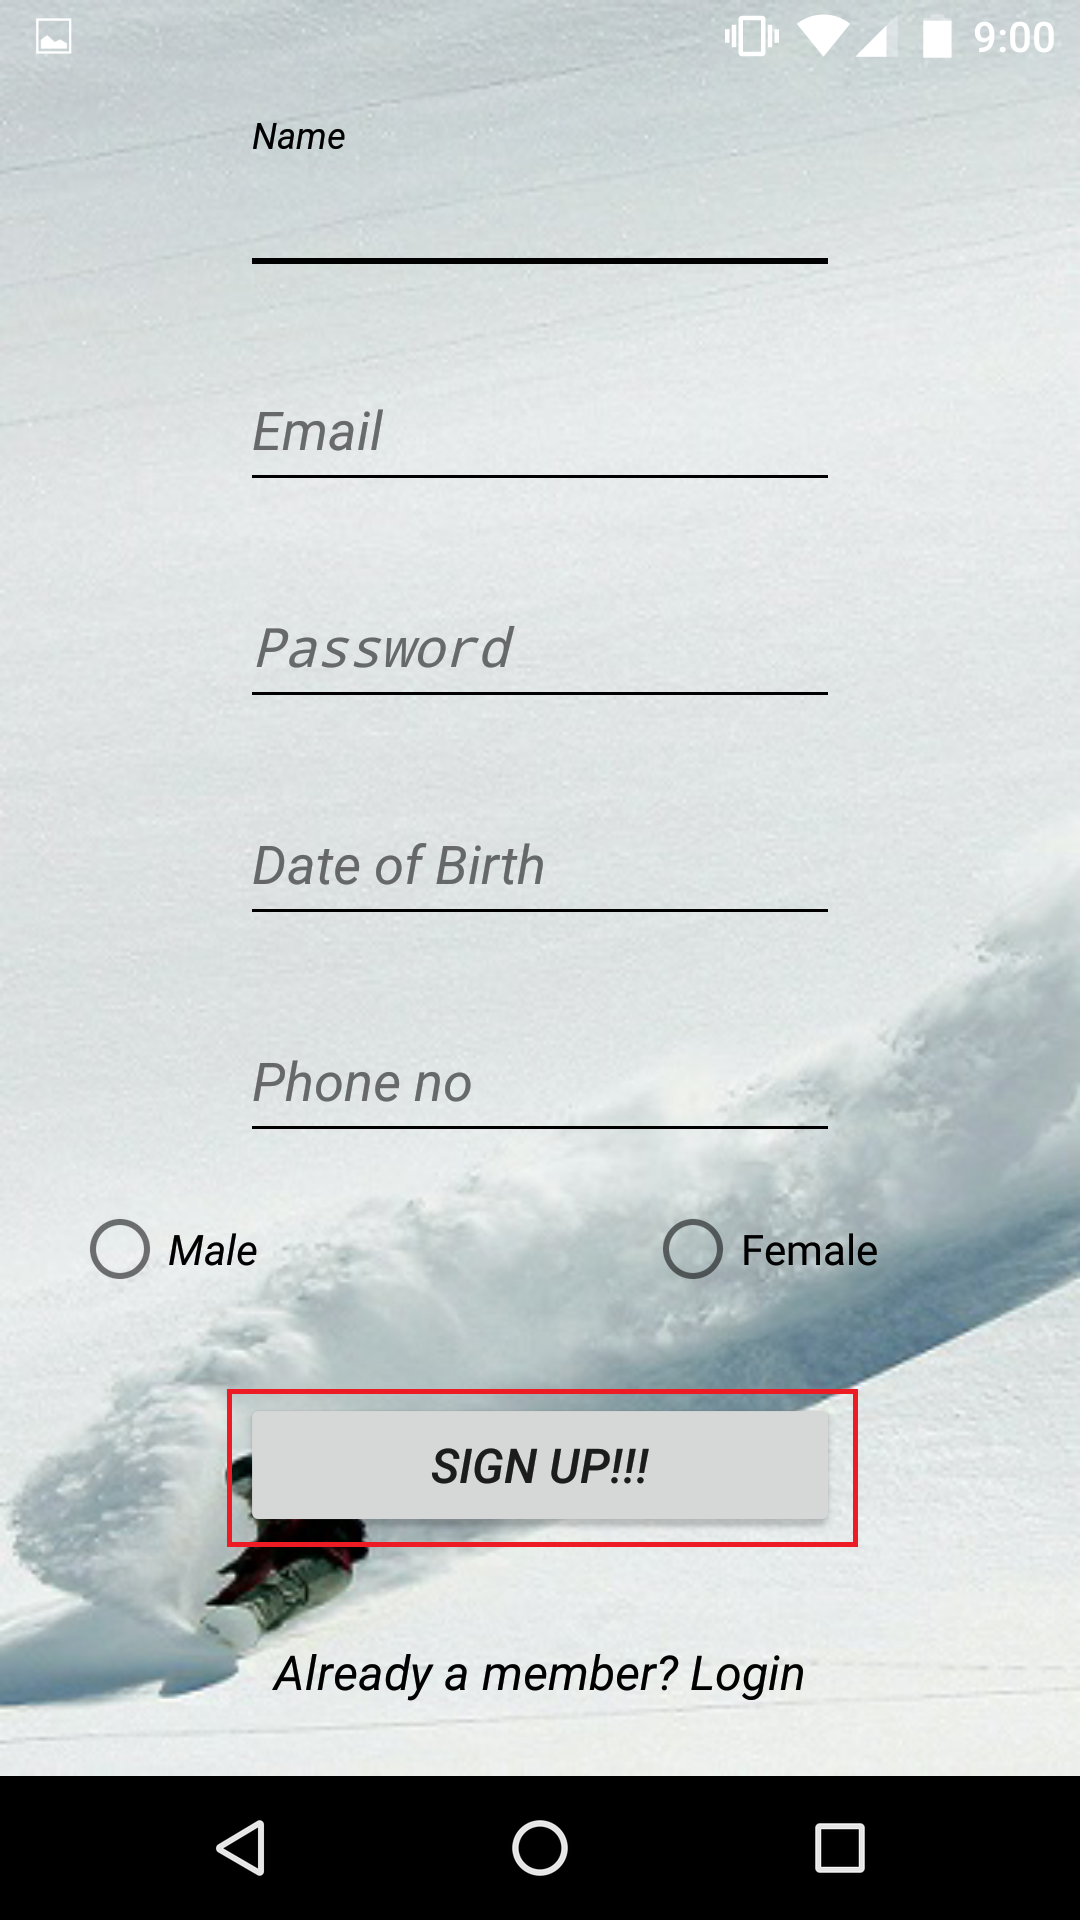 9:00
Name
Email
Password
Date of Birth
Phone no
Male Female
SIGN UP!!!
Already a member? Login